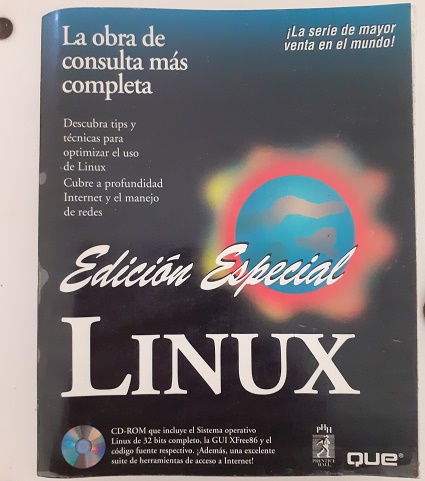 La obra de
consulta más
completa
¡La serie de mayor
venta en el mundo!
Descubra tips y
técnicas para
optimizar el uso
de Linux
Cubre a profundidad
Internet y el manejo
de redes
Edición Especial
LINUX
CD-ROM que incluye el Sistema operativo
Linux de 32 bits completo, la GUI XFree86 y el
código fuente respectivo. ¡Además, una excelente
suite de herramientas de acceso a Internet!
PHH
PRENTICE
HALL
QUE®